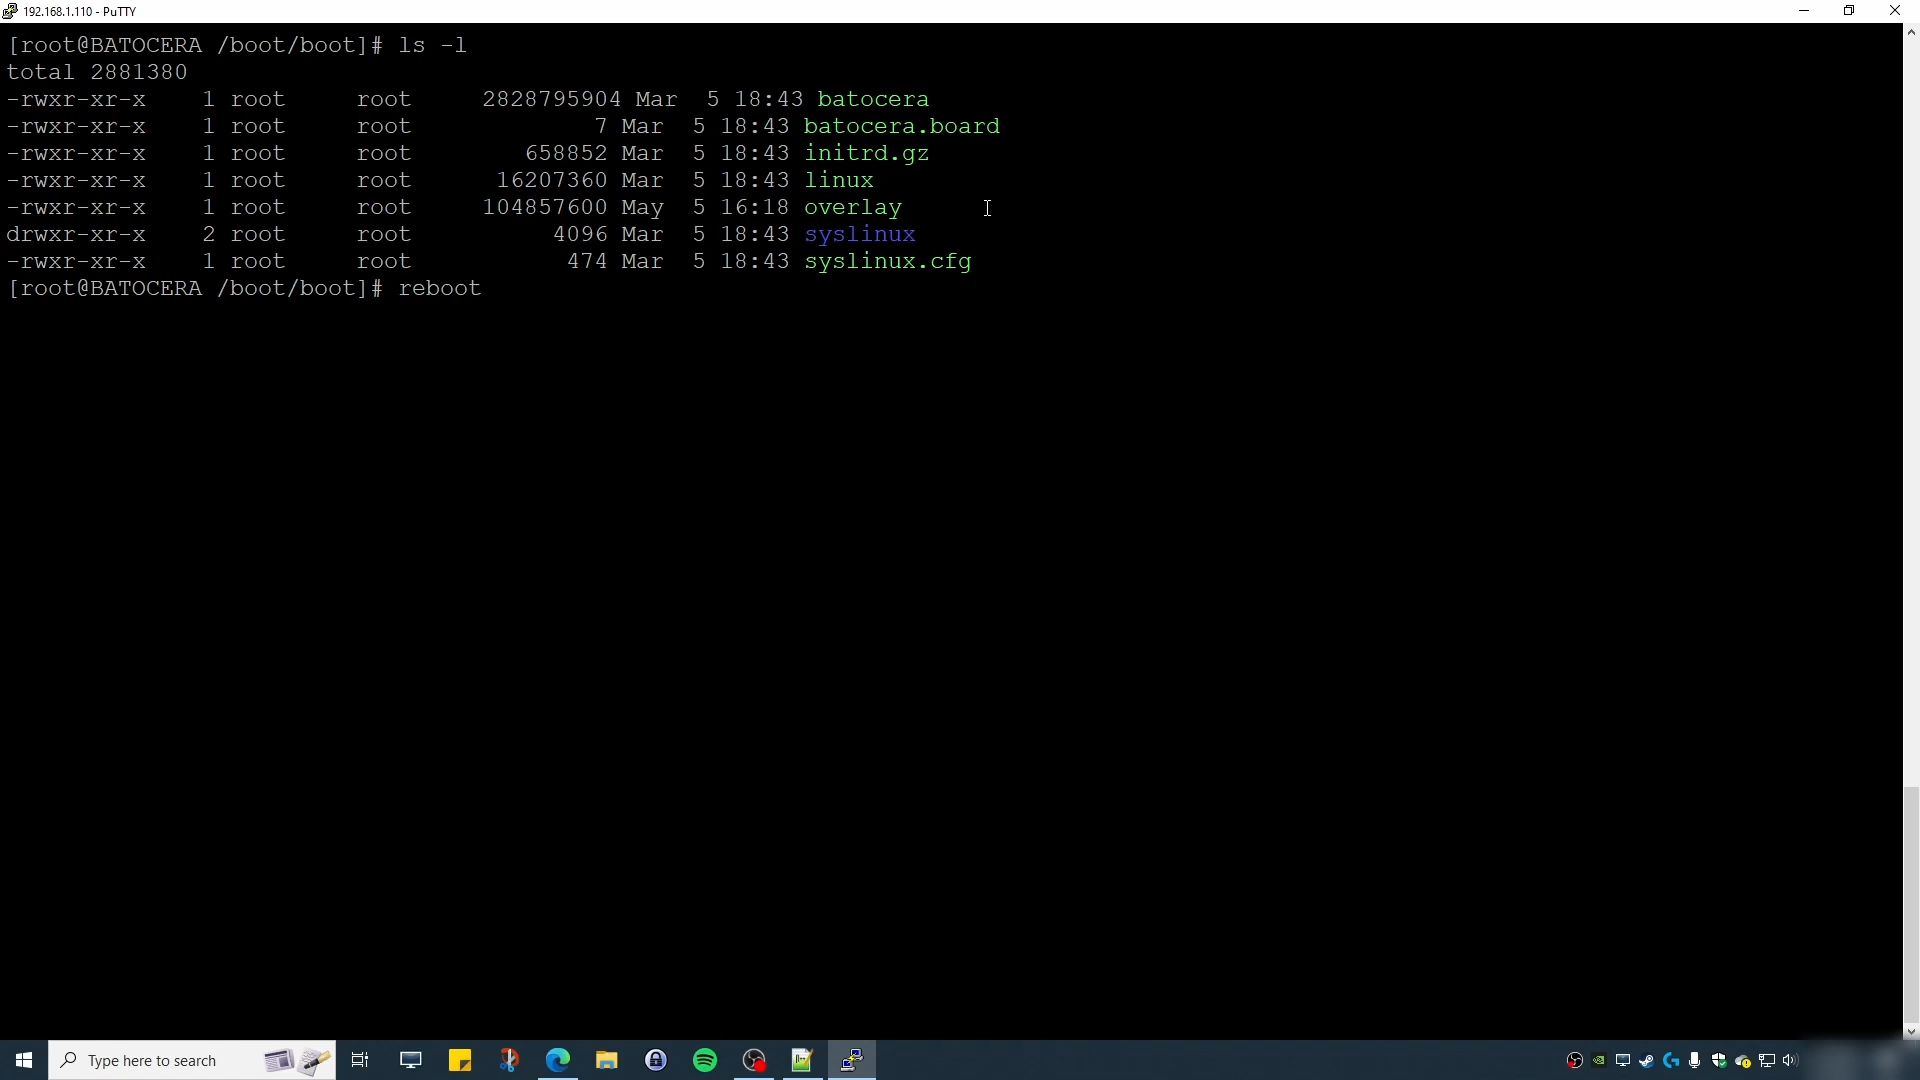 192.168.1.110 - PuTTY
[root@BATOCERA /boot/boot]# ls -l
total 2881380
-rwxr-xr-x    1 root     root     2828795904 Mar  5 18:43 batocera
-rwxr-xr-x    1 root     root             7 Mar  5 18:43 batocera.board
-rwxr-xr-x    1 root     root        658852 Mar  5 18:43 initrd.gz
-rwxr-xr-x    1 root     root      16207360 Mar  5 18:43 linux
-rwxr-xr-x    1 root     root     104857600 May  5 16:18 overlay
drwxr-xr-x    2 root     root          4096 Mar  5 18:43 syslinux
-rwxr-xr-x    1 root     root           474 Mar  5 18:43 syslinux.cfg
[root@BATOCERA /boot/boot]# reboot
Type here to search